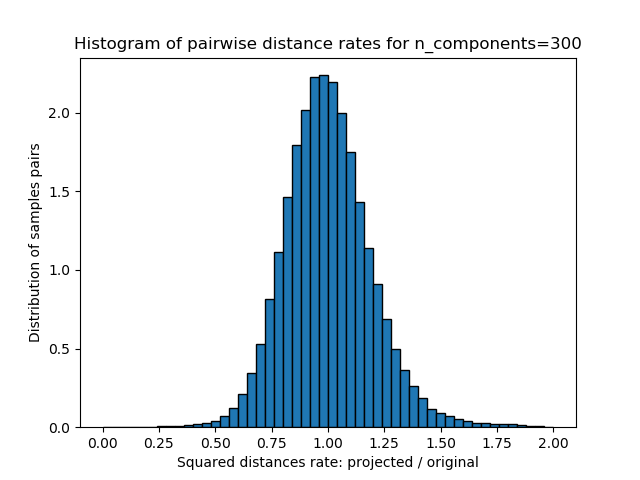 Histogram of pairwise distance rates for n_components=300
Distribution of samples pairs
2.0
1.5
1.0
0.5
0.0
0.00 0.25 0.50 0.75 1.00 1.25 1.50 1.75 2.00
Squared distances rate: projected / original